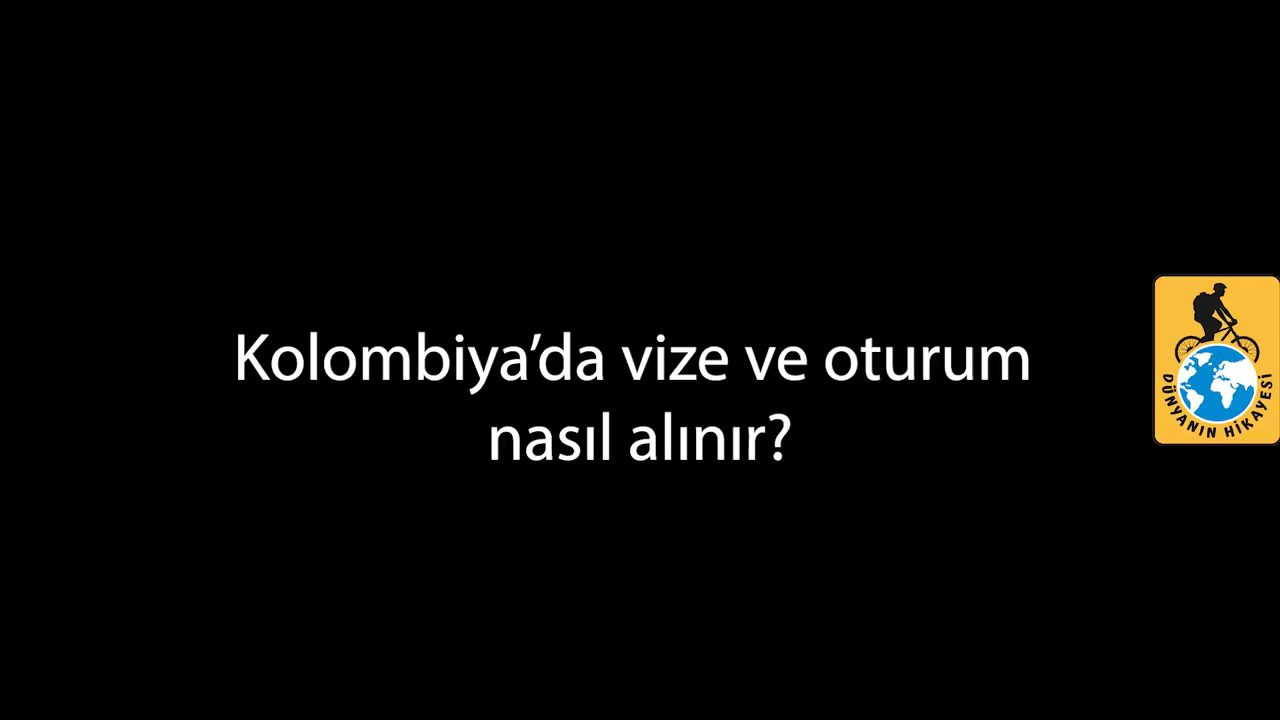 Kolombiya’da vize ve oturum
nasıl alınır?
DÜNYANIN HİKAYESİ